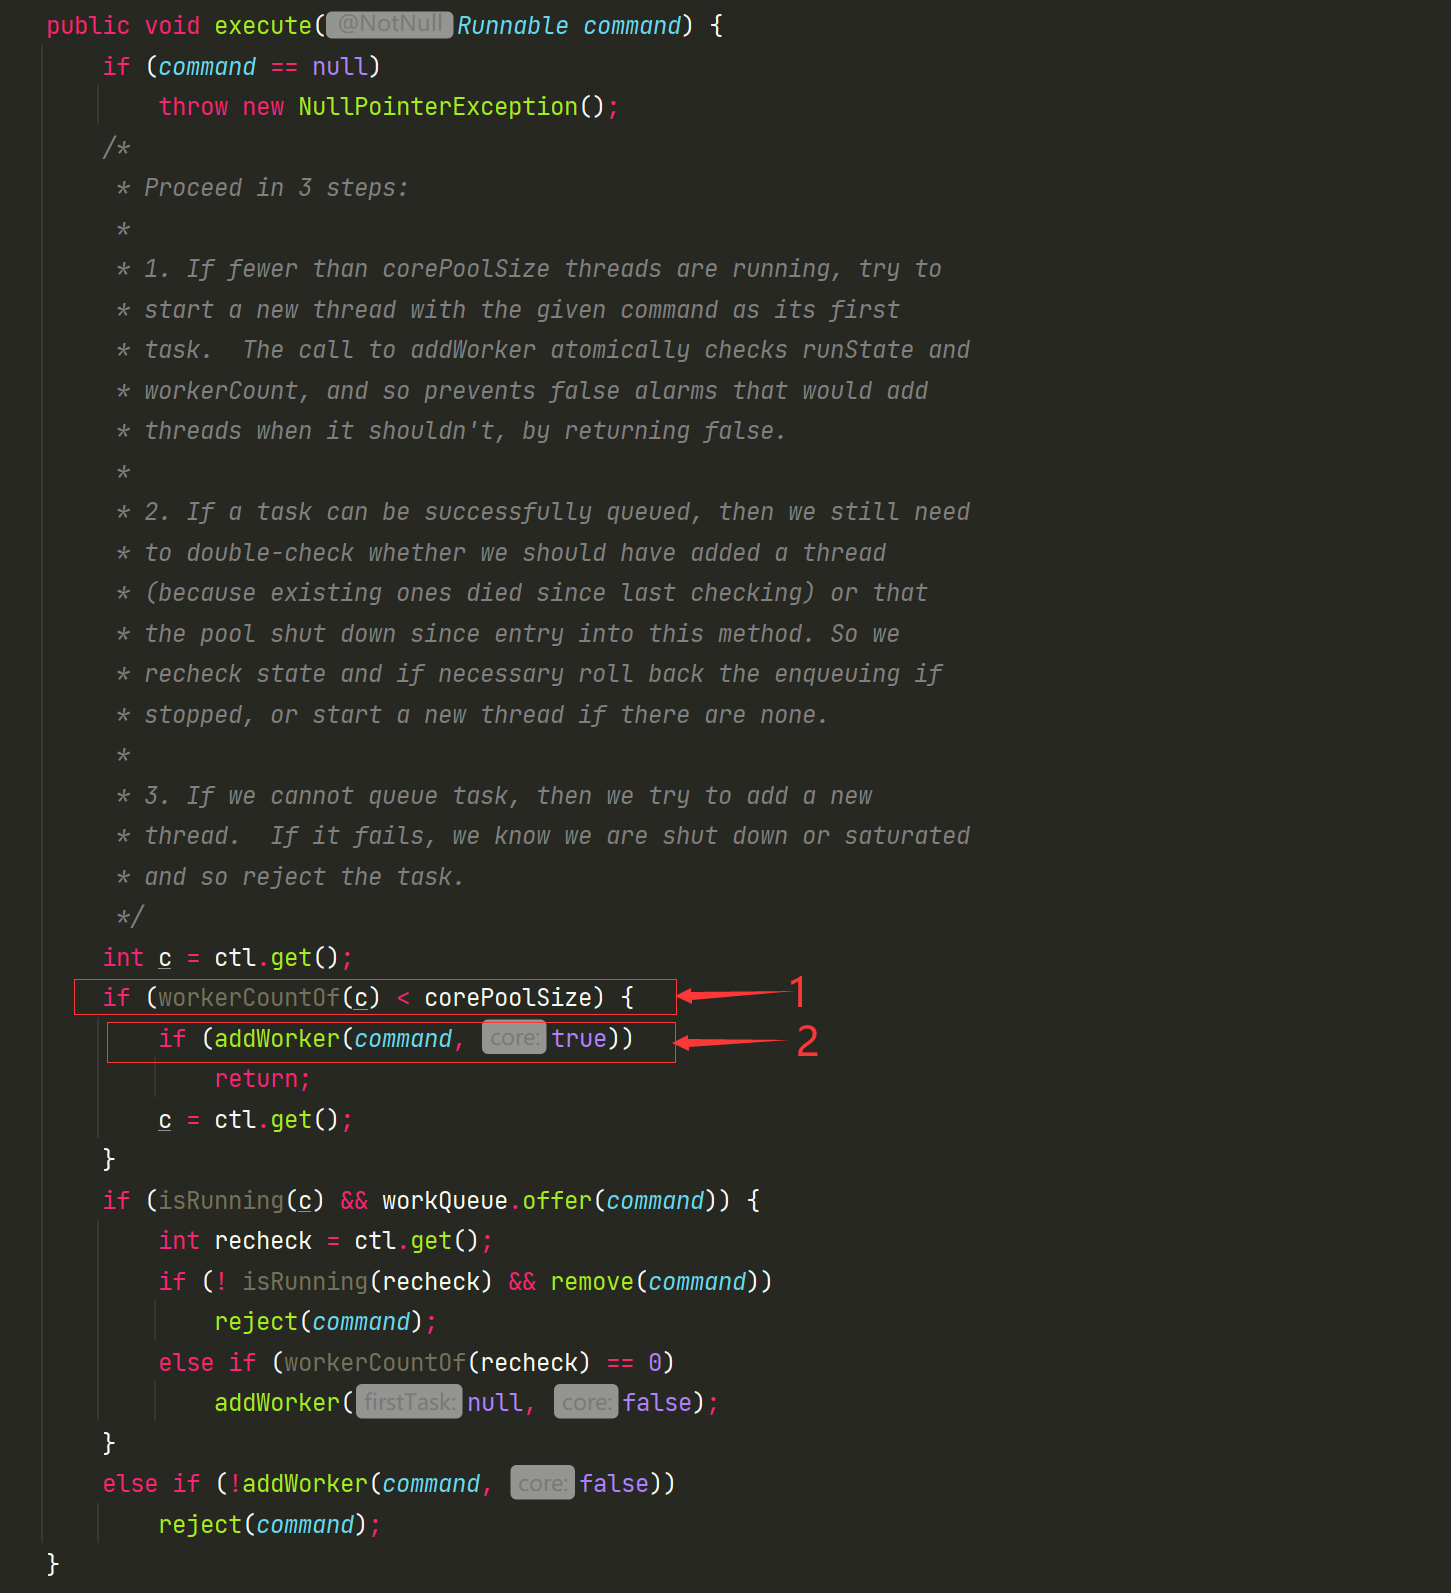 public void execute( @NotNull Runnable command) {
if (command == null)
throw new NullPointerException();
/*
* Proceed in 3 steps:
*
* 1. If fewer than corePoolSize threads are running, try to
* start a new thread with the given command as its first
* task.  The call to addWorker atomically checks runState and
* workerCount, and so prevents false alarms that would add
* threads when it shouldn't, by returning false.
*
* 2. If a task can be successfully queued, then we still need
* to double-check whether we should have added a thread
* (because existing ones died since last checking) or that
* the pool shut down since entry into this method. So we
* recheck state and if necessary roll back the enqueuing if
* stopped, or start a new thread if there are none.
*
* 3. If we cannot queue task, then we try to add a new
* thread.  If it fails, we know we are shut down or saturated
* and so reject the task.
*/
int c = ctl.get();
if (workerCountOf(c) < corePoolSize) { 1
if (addWorker(command, core: true)) 2
return;
c = ctl.get();
}
if (isRunning(c) && workQueue.offer(command)) {
int recheck = ctl.get();
if (! isRunning(recheck) && remove(command))
reject(command);
else if (workerCountOf(recheck) == 0)
addWorker( firstTask: null, core: false);
}
else if (!addWorker(command, core: false))
reject(command);
}